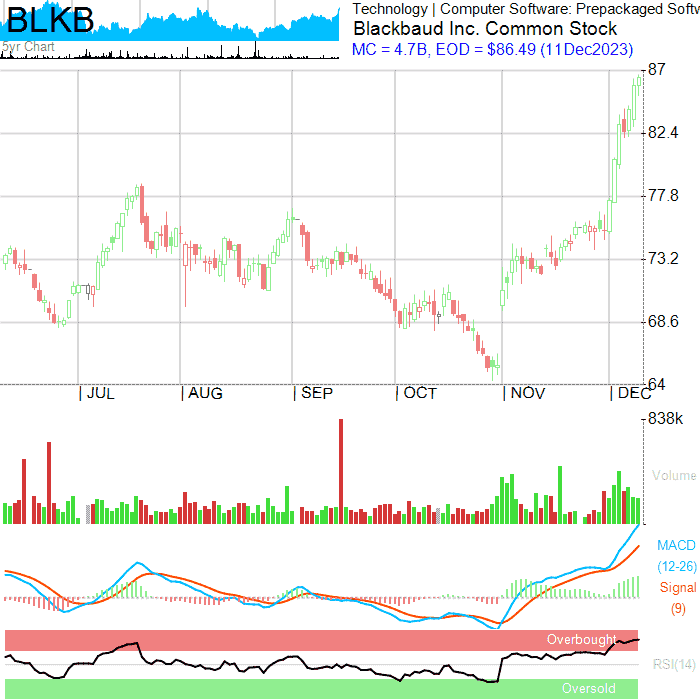 BLKB
5yr Chart
Technology | Computer Software: Prepackaged Softw
Blackbaud Inc. Common Stock
MC = 4.7B, EOD = $86.49 (11Dec2023)
87
82.4
77.8
73.2
68.6
64
| JUL | AUG | SEP | OCT | NOV | DEC
838k
Volume
MACD
(12-26)
Signal
(9)
Overbought
RSI(14)
Oversold